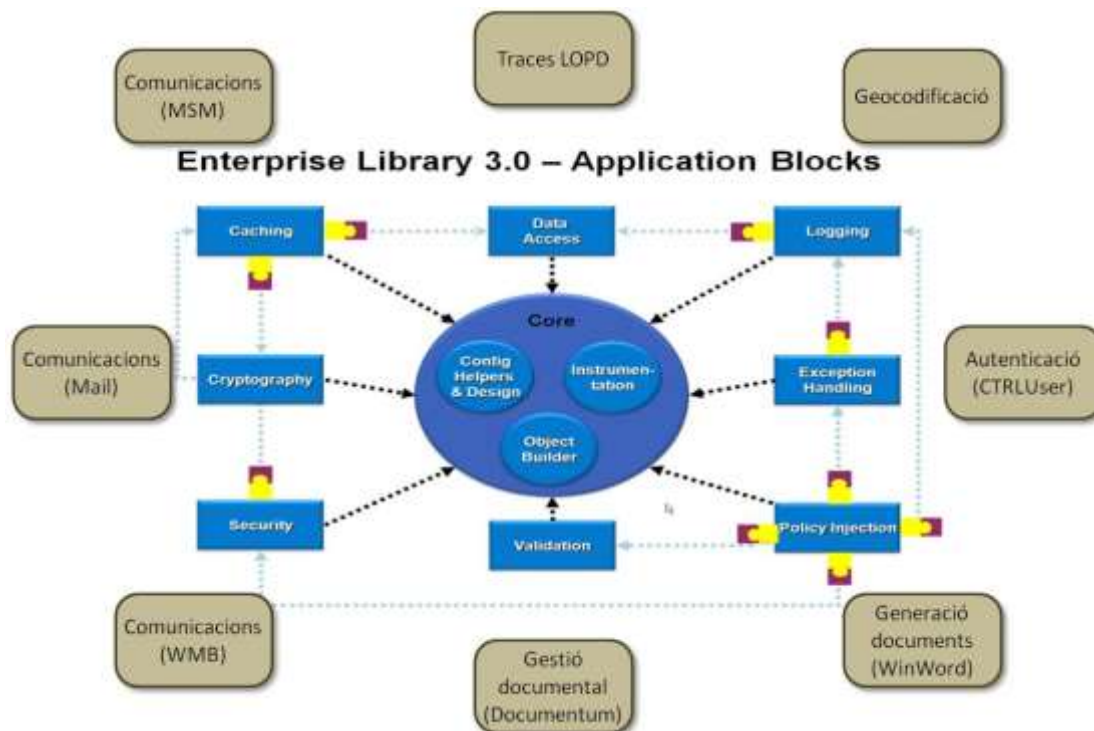 Traces LOPD
Comunicacions
(MSM)
Geocodificació
Enterprise Library 3.0 – Application Blocks
Caching
Data
Access
Logging
Core
Comunicacions
(Mail)
Cryptography
Config
Helpers
& Design
Instrumen-
tation
Exception
Handling
Autenticació
(CTRLUser)
Object
Builder
Security
Validation
Policy Injection
Comunicacions
(WMB)
Gestió
documental
(Documentum)
Generació
documents
(WinWord)